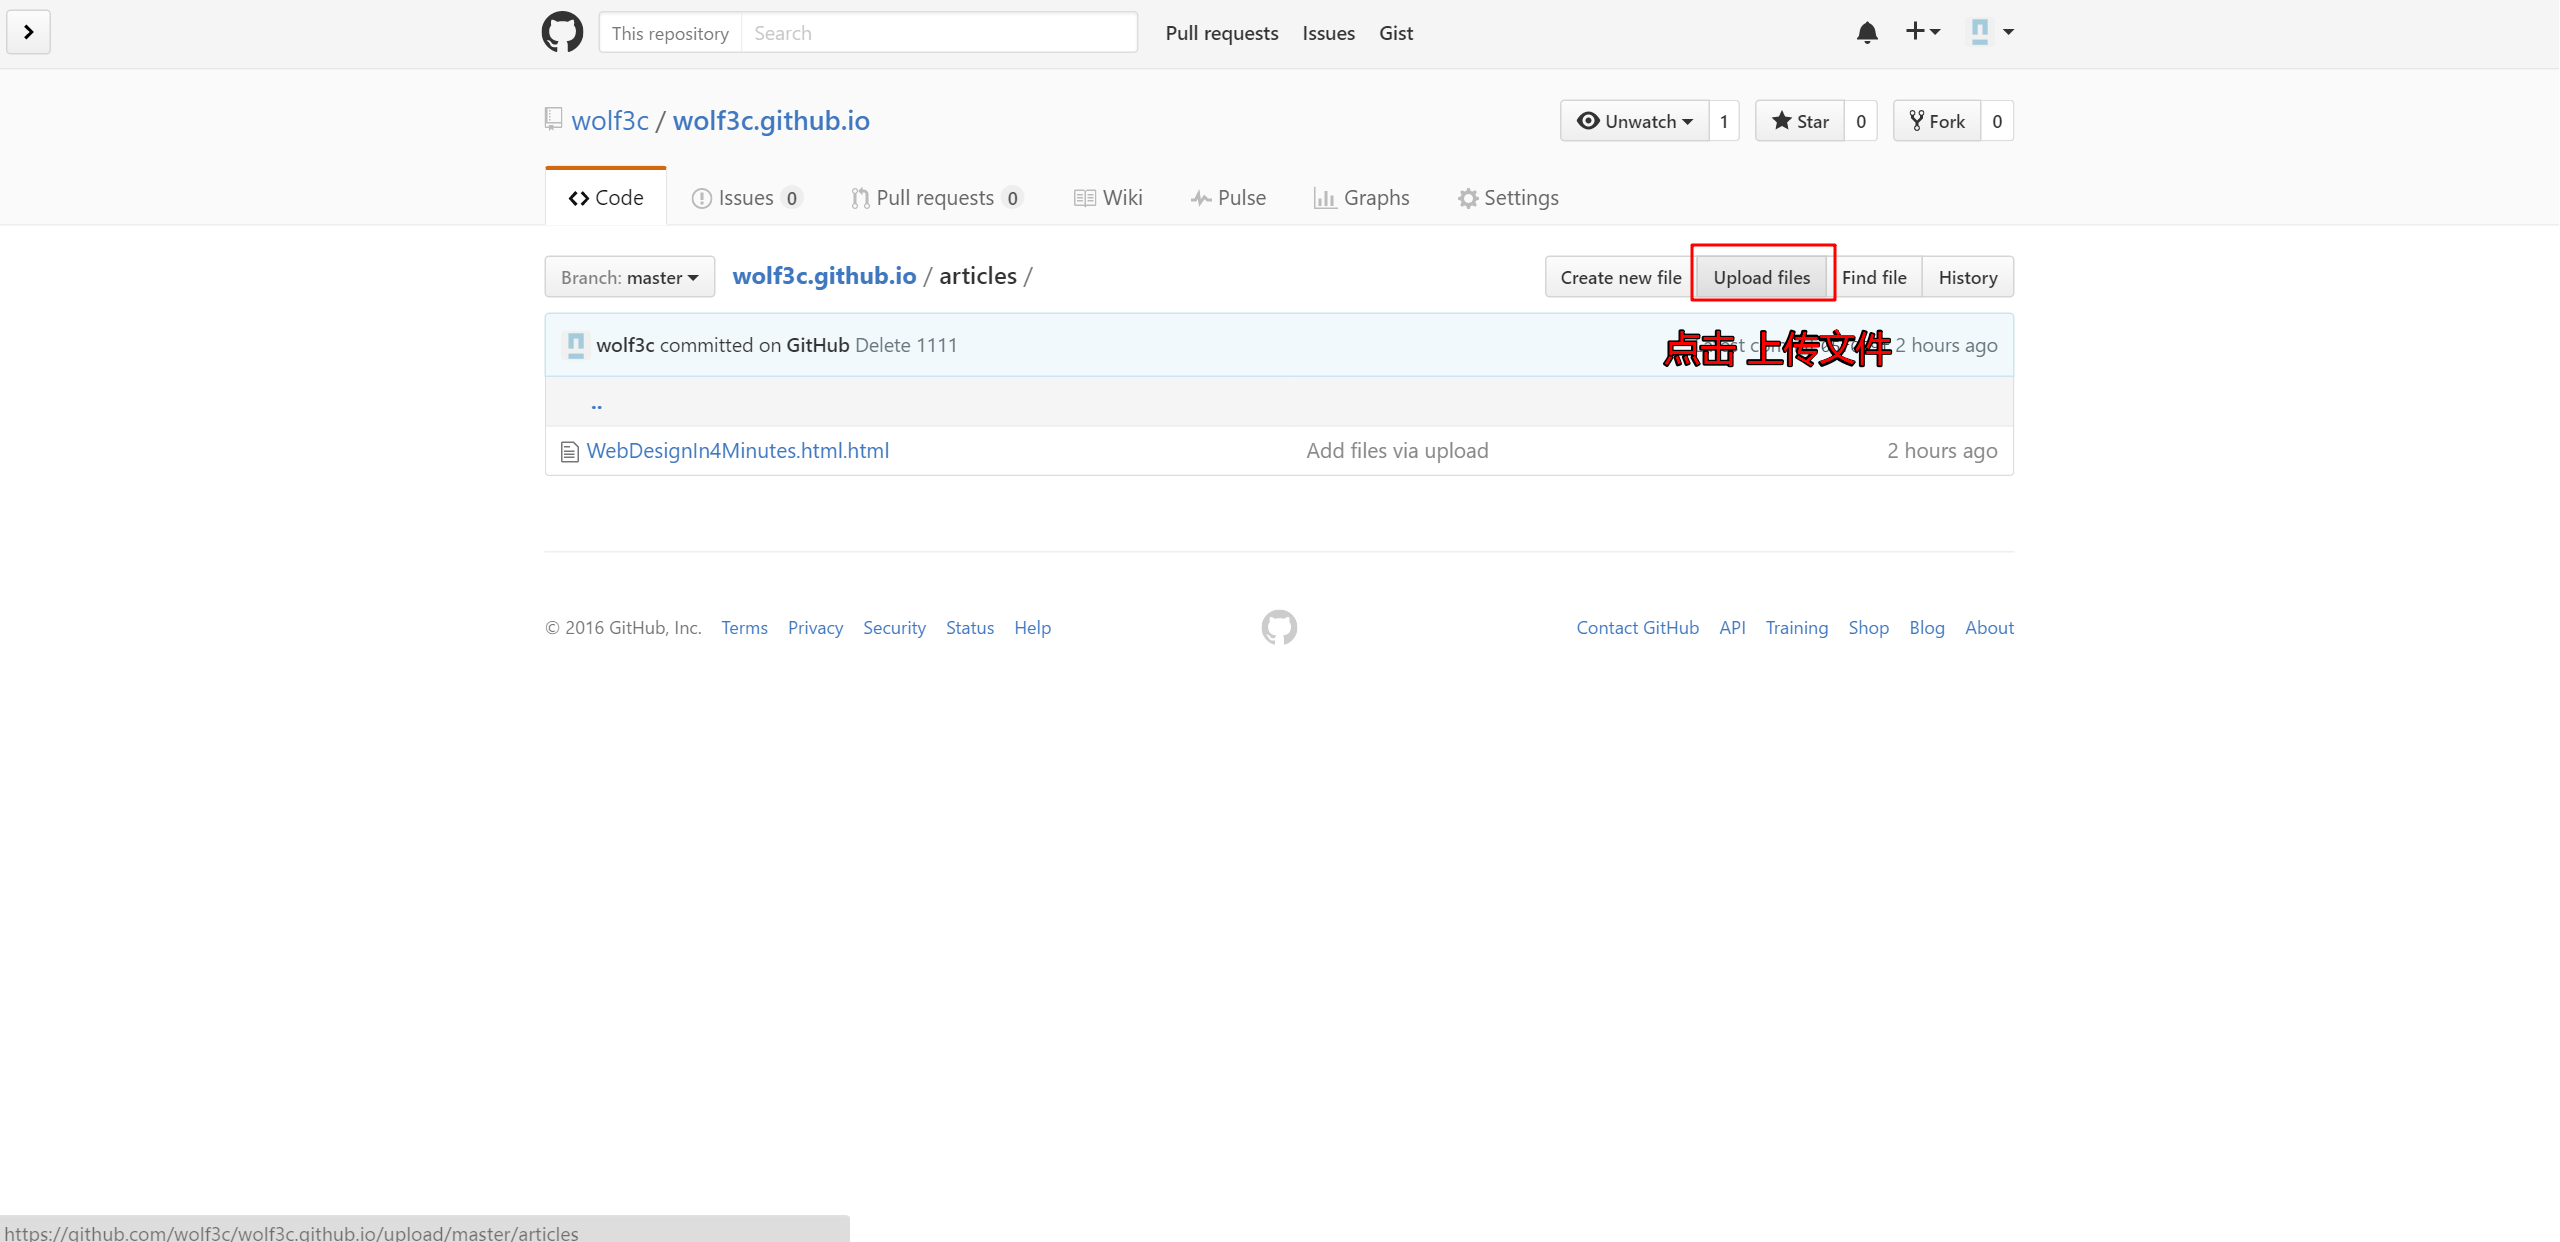 This repository Search Pull requests Issues Gist
wolf3c / wolf3c.github.io Unwatch 1 Star 0 Fork 0
Code Issues 0 Pull requests 0 Wiki Pulse Graphs Settings
Branch: master wolf3c.github.io / articles / Create new file Upload files Find file History
wolf3c committed on GitHub Delete 1111 2 hours ago
点击 上传文件
..
WebDesignIn4Minutes.html.html Add files via upload 2 hours ago
© 2016 GitHub, Inc. Terms Privacy Security Status Help Contact GitHub API Training Shop Blog About
https://github.com/wolf3c/wolf3c.github.io/upload/master/articles